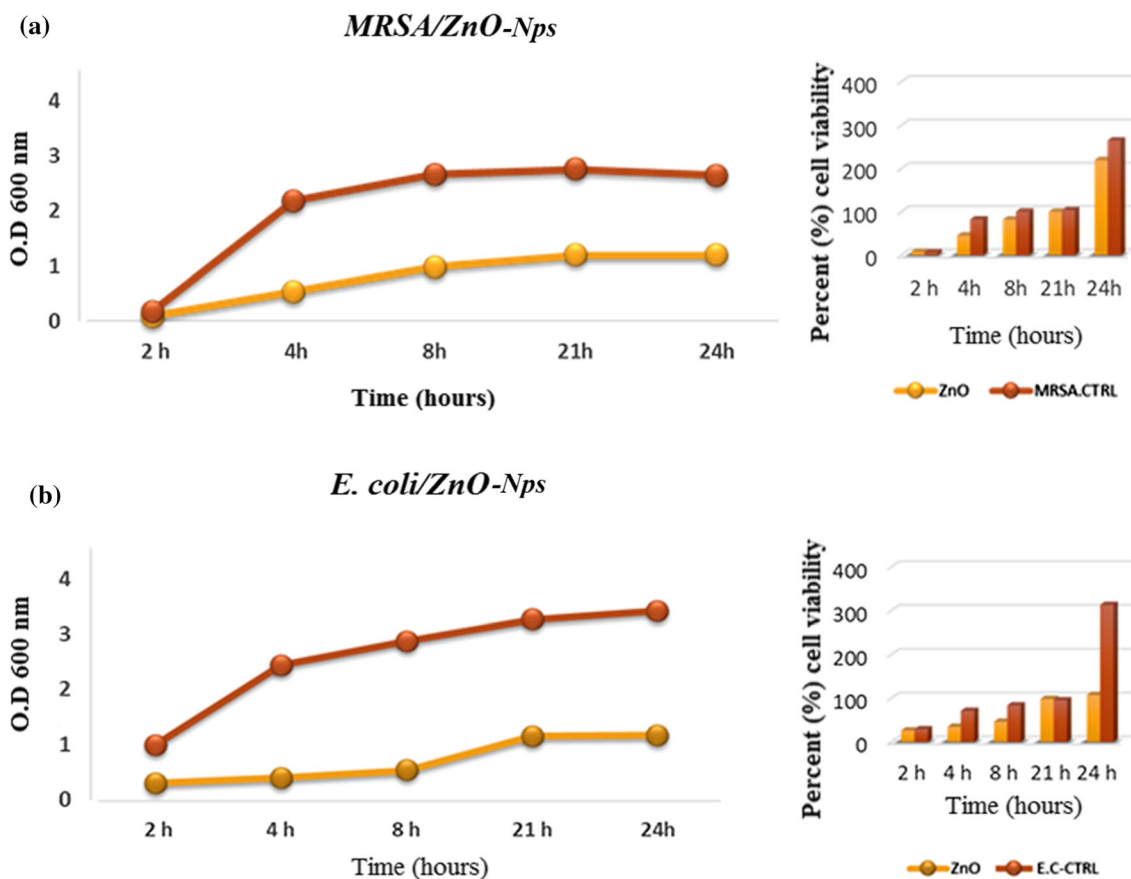 (a)
MRSA/ZnO-Nps
O.D 600 nm
4
3
2
1
0
2 h 4h 8h 21h 24h
Time (hours)
Percent (%) cell viability
400
300
200
100
0
2 h 4h 8h 21h 24h
Time (hours)
ZnO MRSA.CTRL
(b)
E. coli/ZnO-Nps
O.D 600 nm
4
3
2
1
0
2 h 4 h 8 h 21 h 24h
Time (hours)
Percent (%) cell viability
400
300
200
100
0
2 h 4 h 8 h 21 h 24 h
Time (hours)
ZnO E.C-CTRL